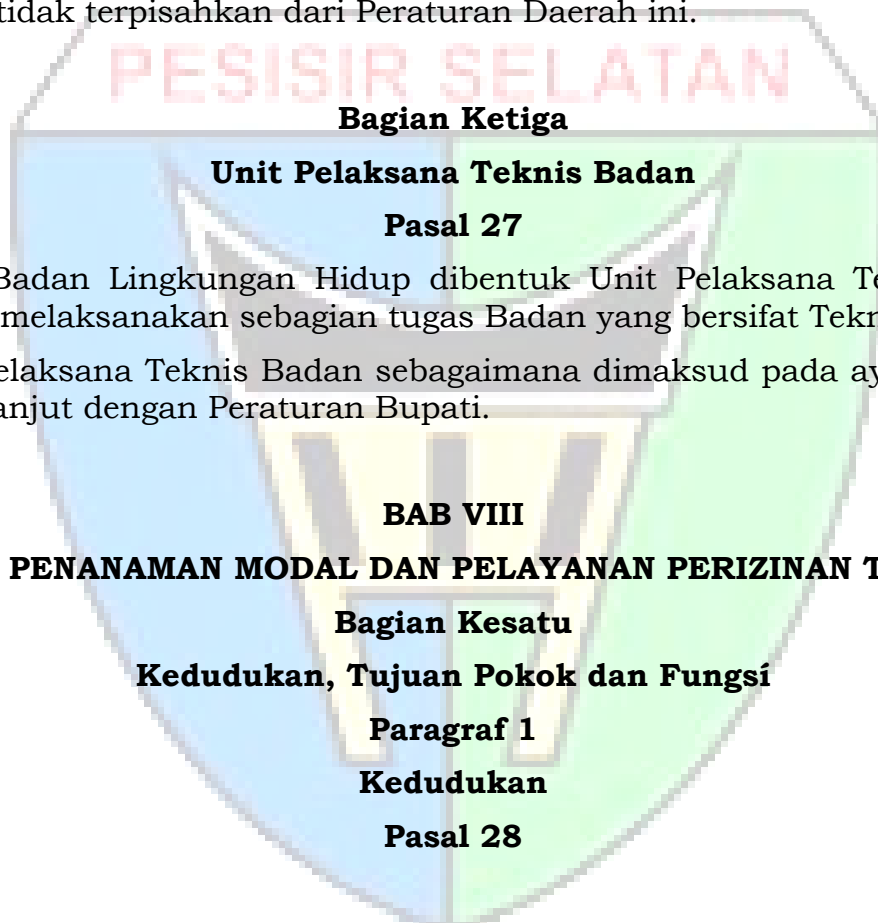 tidak terpisahkan dari Peraturan Daerah ini.
PESISIR SELATAN
Bagian Ketiga
Unit Pelaksana Teknis Badan
Pasal 27
Badan Lingkungan Hidup dibentuk Unit Pelaksana Te
melaksanakan sebagian tugas Badan yang bersifat Tekn
elaksana Teknis Badan sebagaimana dimaksud pada ay
anjut dengan Peraturan Bupati.
BAB VIII
PENANAMAN MODAL DAN PELAYANAN PERIZINAN T
Bagian Kesatu
Kedudukan, Tujuan Pokok dan Fungsí
Paragraf 1
Kedudukan
Pasal 28